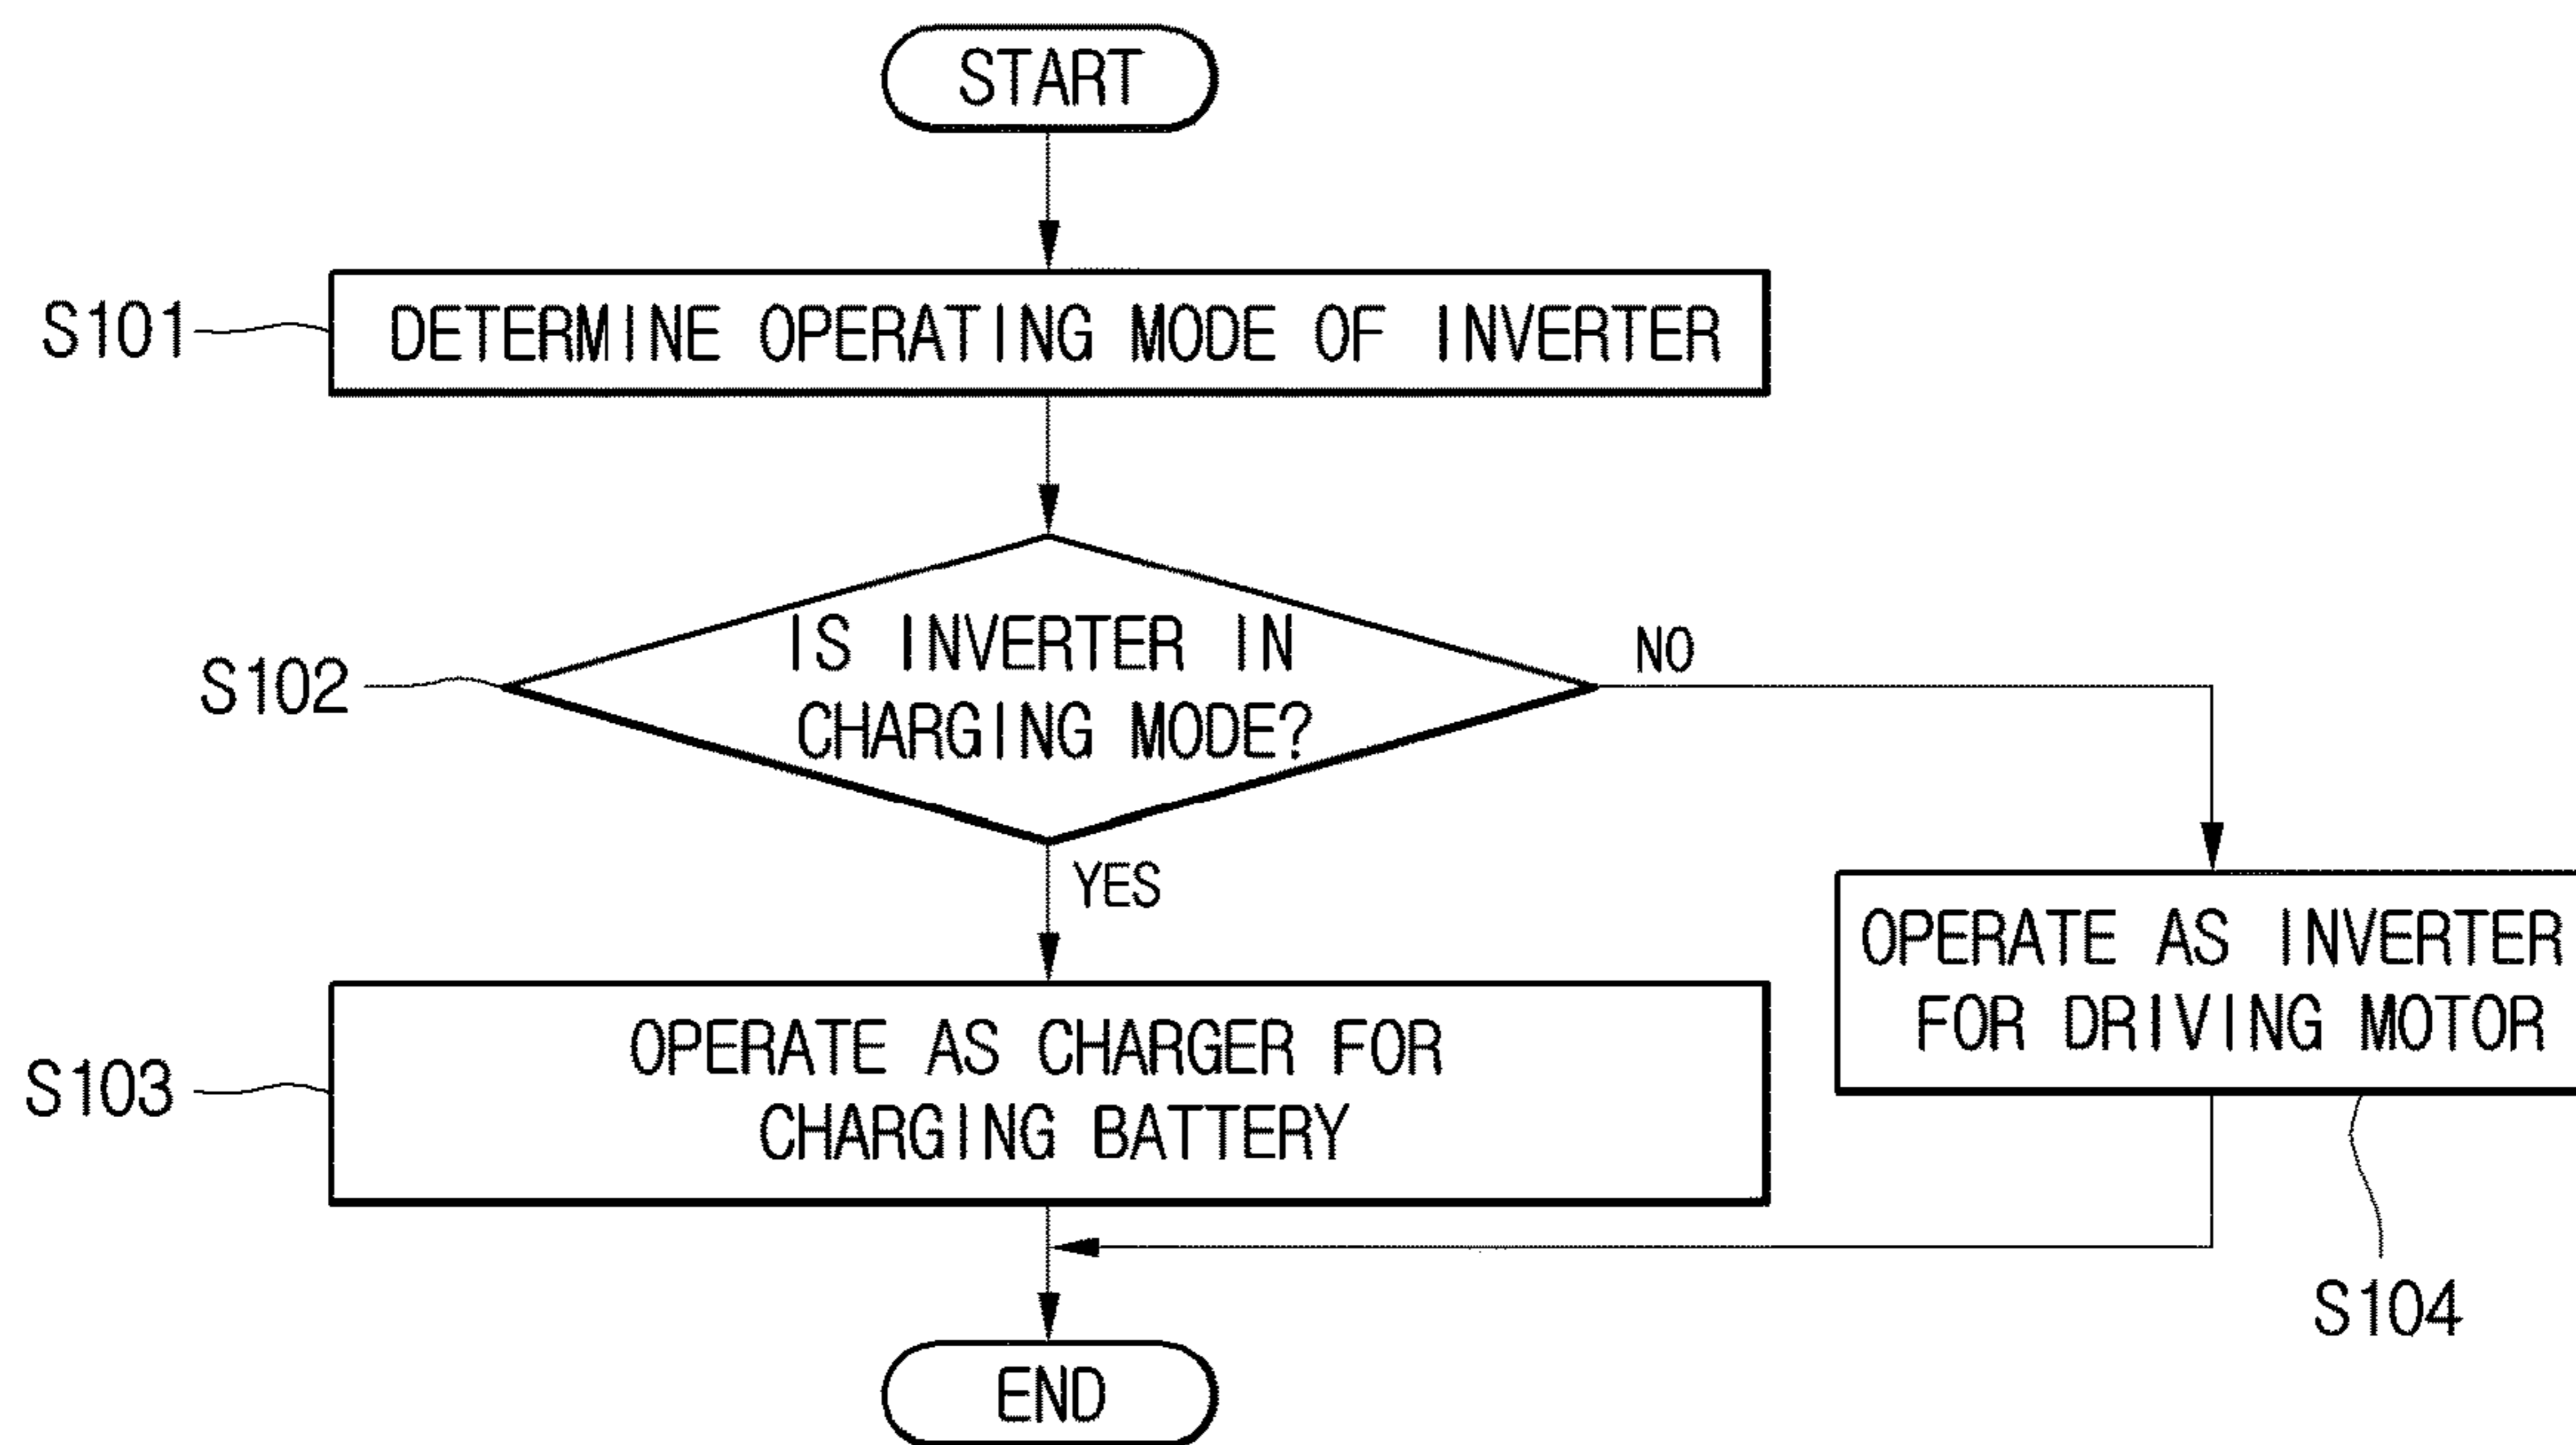 START
S101
DETERMINE OPERATING MODE OF INVERTER
S102
IS INVERTER IN
CHARGING MODE?
NO
YES
OPERATE AS INVERTER
FOR DRIVING MOTOR
S103
OPERATE AS CHARGER FOR
CHARGING BATTERY
S104
END